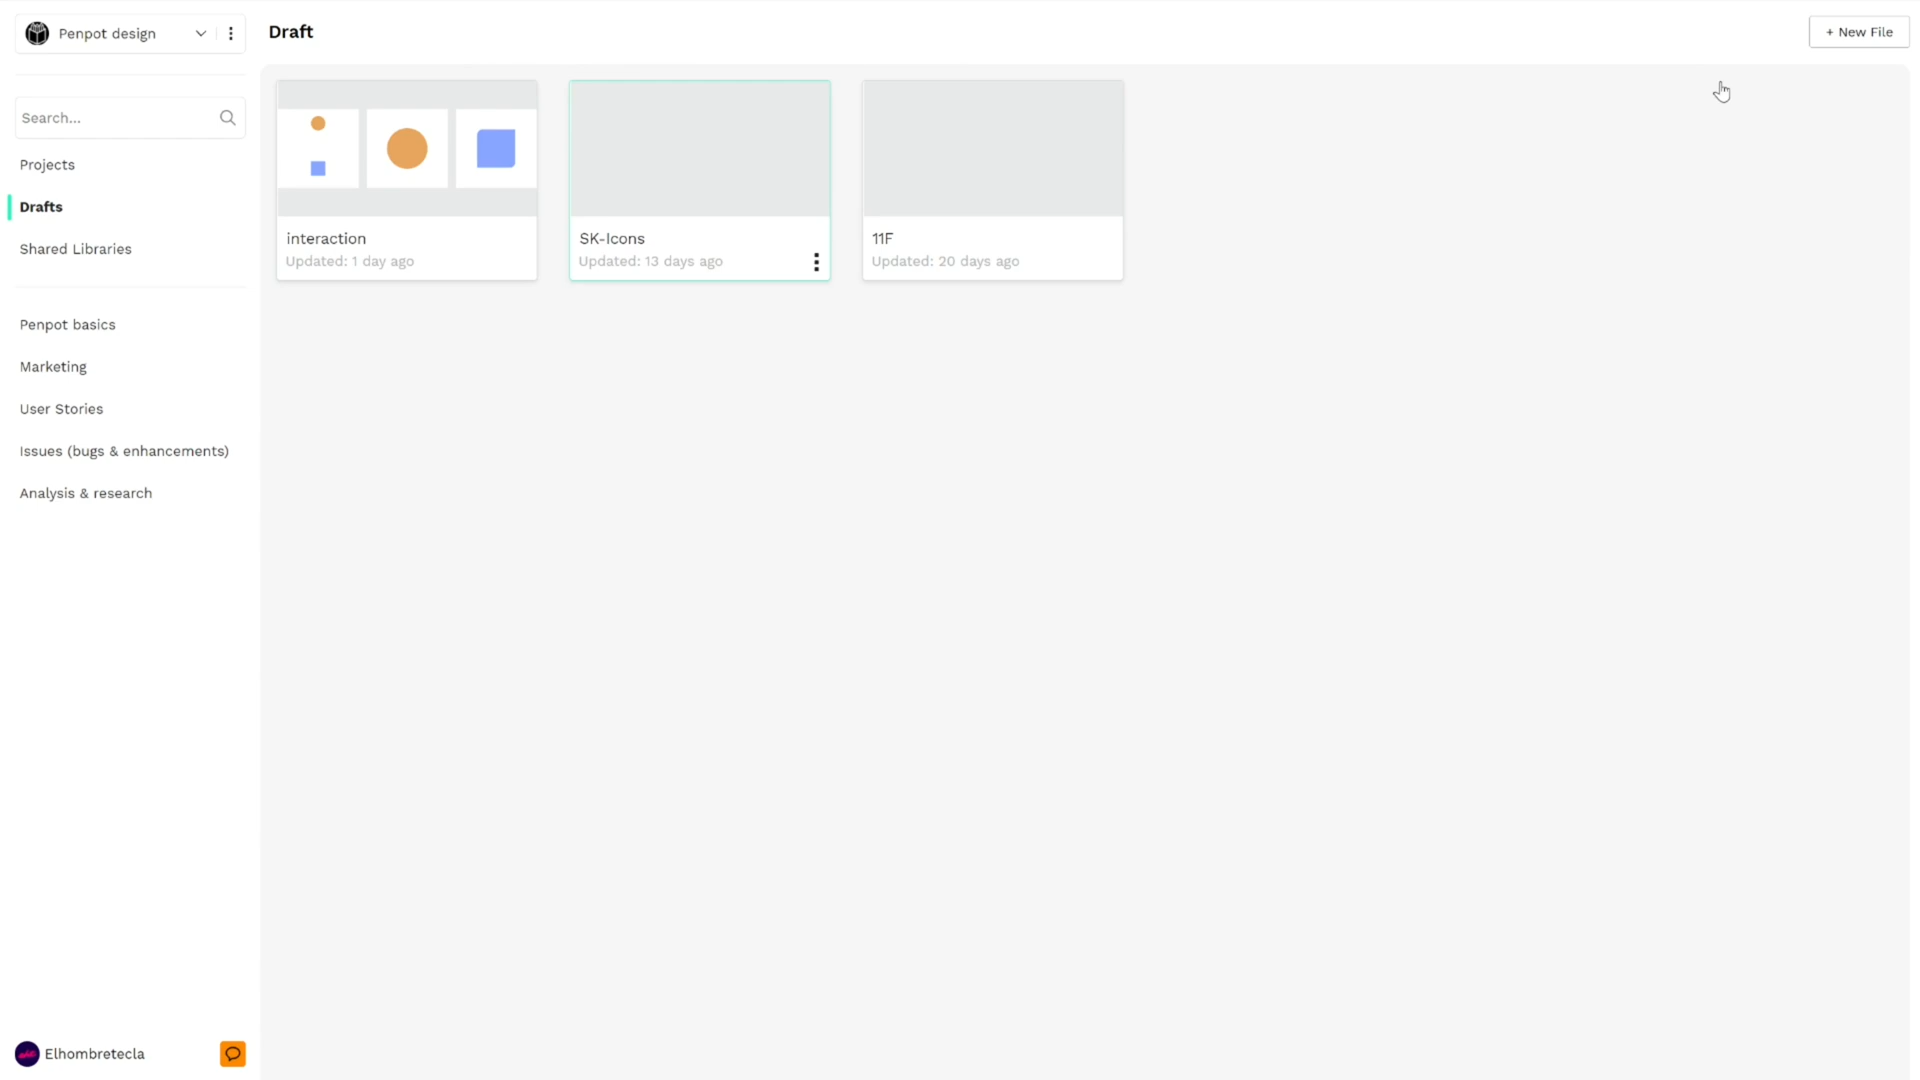 Penpot design
Draft
+ New File
Search...
Projects
Drafts
Shared Libraries
Penpot basics
Marketing
User Stories
Issues (bugs & enhancements)
Analysis & research
interaction
Updated: 1 day ago
SK-Icons
Updated: 13 days ago
11F
Updated: 20 days ago
Elhombretecla